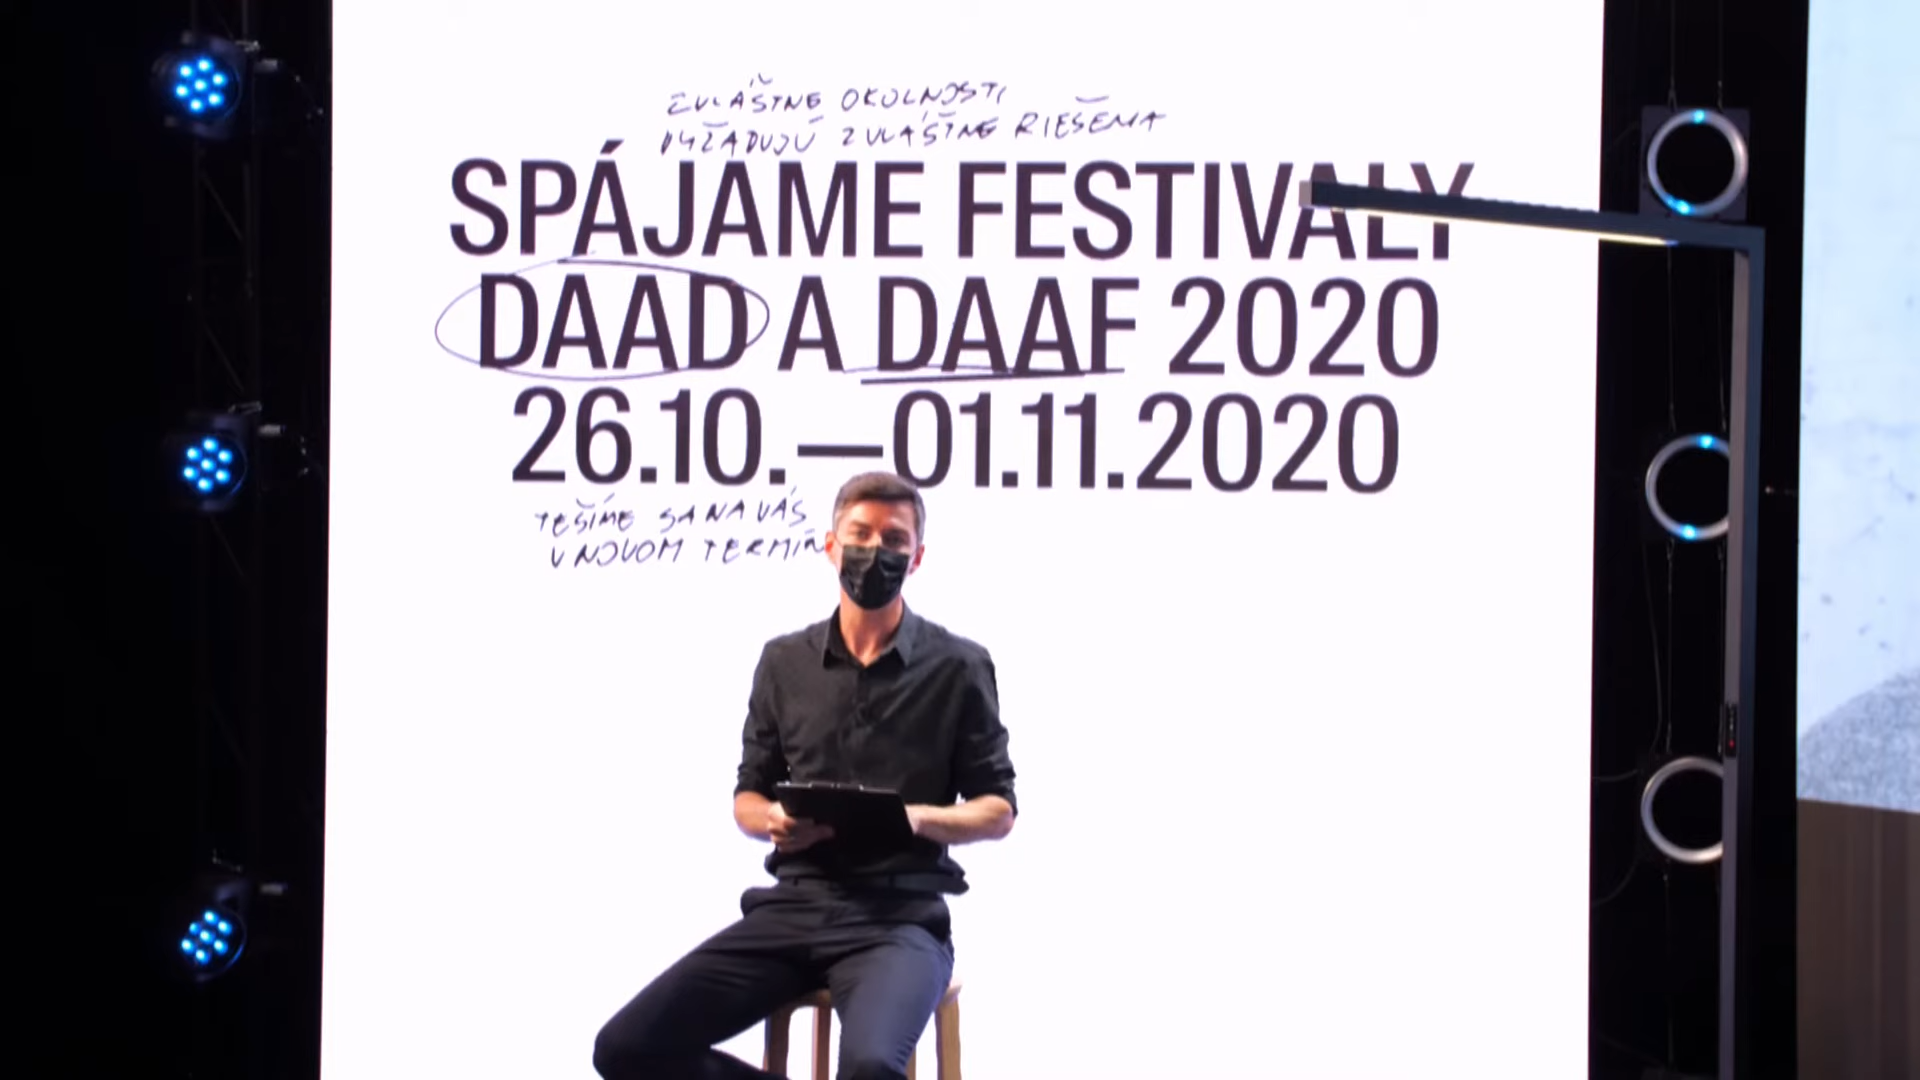 ZVLÁŠTNE OKOLNOSTI
VYŽADUJÚ ZVLÁŠTNE RIEŠENIA
SPÁJAME FESTIVALY
DAAD A DAAF 2020
26.10.—01.11.2020
TEŠÍME SA NA VÁS
V NOVOM TERMÍN